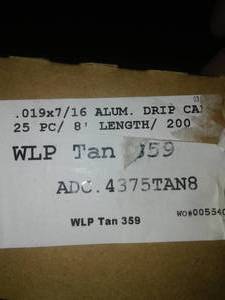 .019x7/16 ALUM. DRIP CA
25 PC/ 8' LENGTH/ 200
WLP Tan 359
ADC.4375TAN8
WLP Tan 359
WO#005540